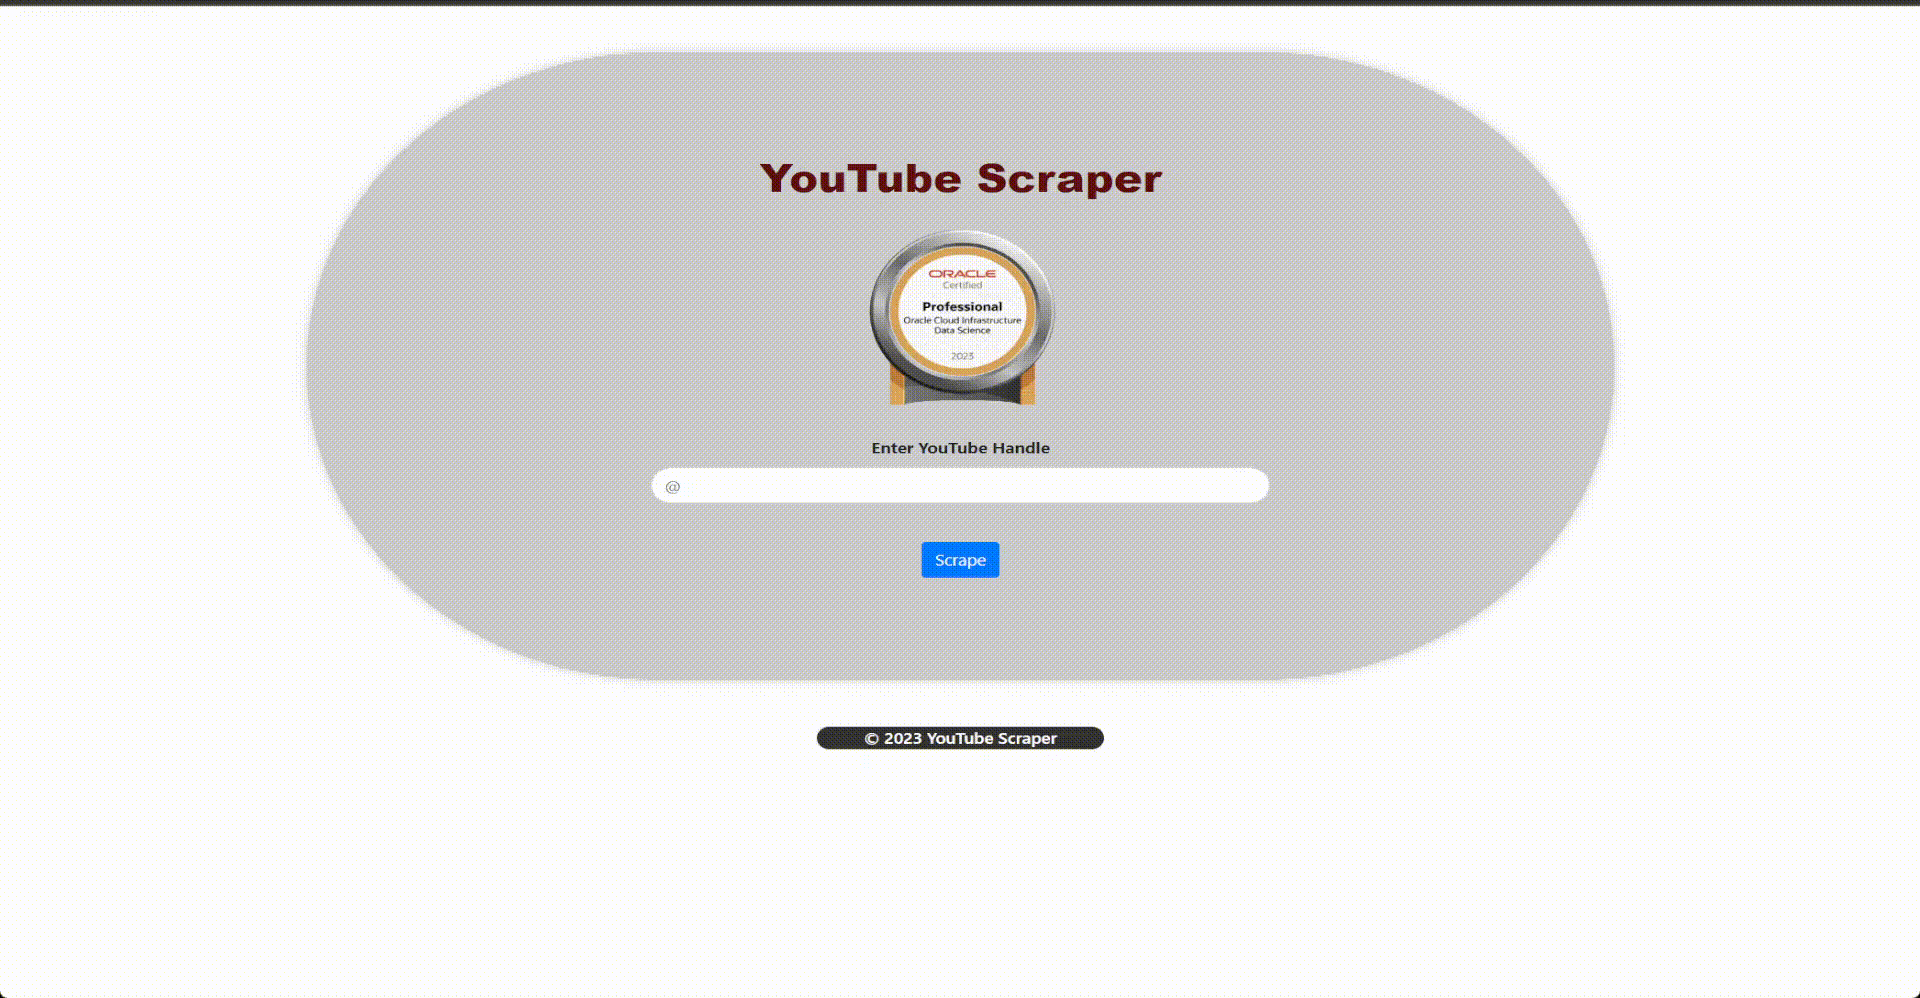 YouTube Scraper
ORACLE
Certified
Professional
Oracle Cloud Infrastructure
Data Science
2023
Enter YouTube Handle
@
Scrape
© 2023 YouTube Scraper